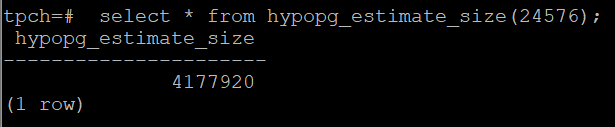 tpch=#  select * from hypopg_estimate_size(24576);
 hypopg_estimate_size
----------------------
              4177920
(1 row)